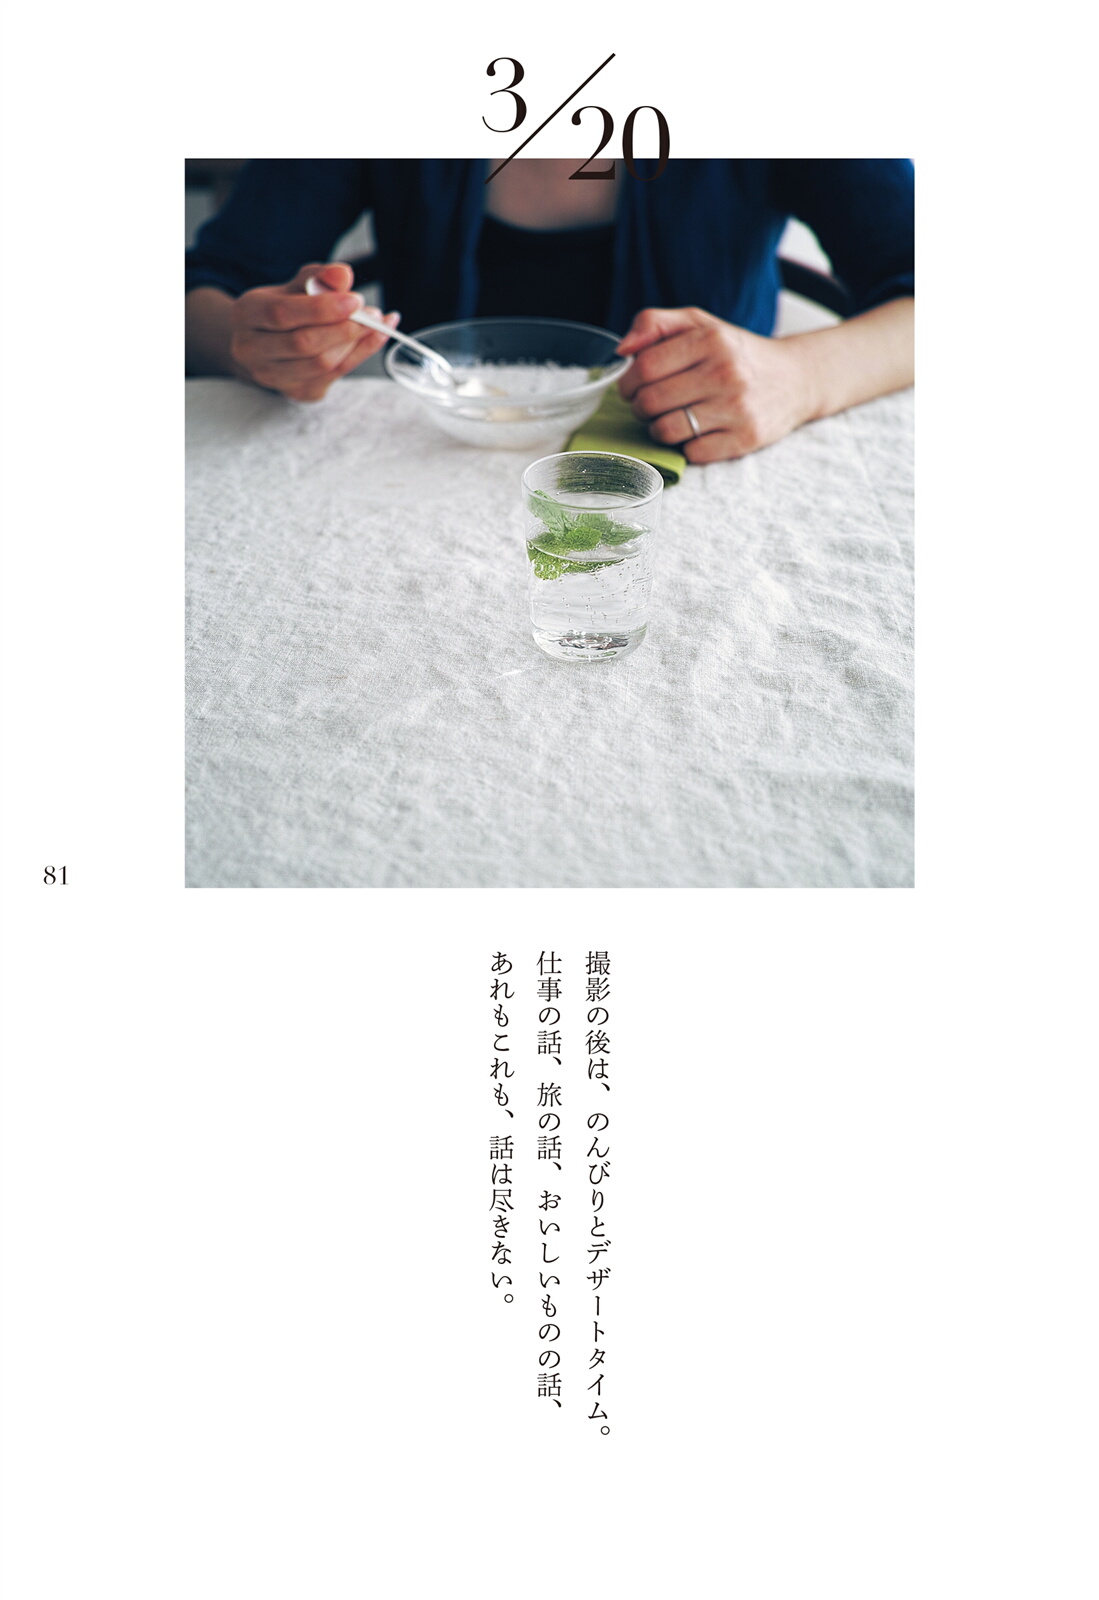 3/20
撮影の後は、のんびりとデザートタイム。
仕事の話、旅の話、おいしいものの話、
あれもこれも、話は尽きない。
81